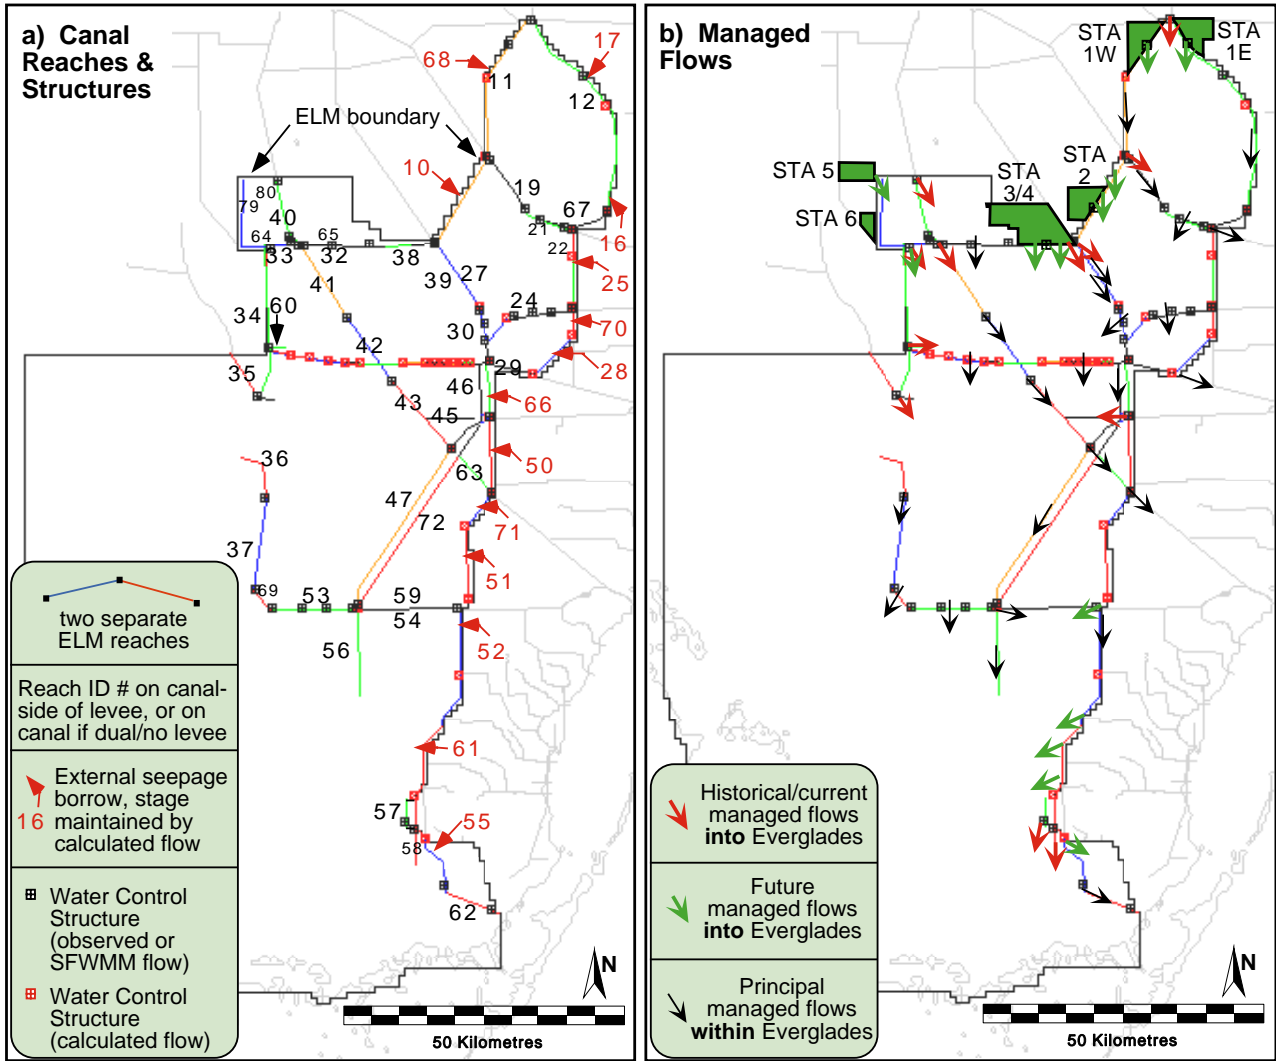 a) Canal
Reaches &
Structures
ELM boundary
68
11
17
12
10
19
67
21
16
22
25
80
79
40
64
33
65
32
38
39
27
41
24
70
34
60
30
42
28
29
35
46
43
45
66
36
63
50
47
72
71
37
51
69
53
59
54
56
52
61
57
55
58
62
two separate
ELM reaches
Reach ID # on canal-
side of levee, or on
canal if dual/no levee
External seepage
borrow, stage
16 maintained by
calculated flow
Water Control
Structure
(observed or
SFWMM flow)
Water Control
Structure
(calculated flow)
N
50 Kilometres
b) Managed
Flows
STA
1W
STA
1E
STA 5
STA
2
STA
3/4
STA 6
Historical/current
managed flows
into Everglades
Future
managed flows
into Everglades
Principal
managed flows
within Everglades
N
50 Kilometres